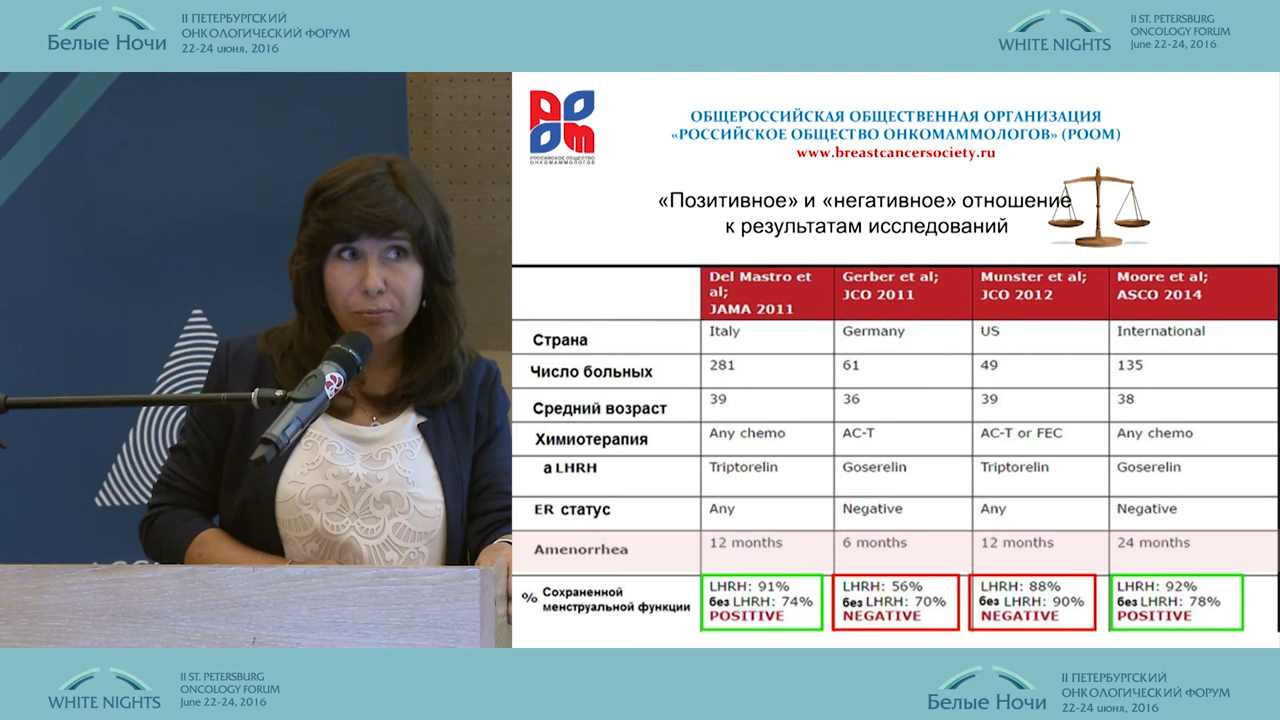 II ПЕТЕРБУРГСКИЙ
ОНКОЛОГИЧЕСКИЙ ФОРУМ
Белые Ночи
22-24 июня, 2016
II ST. PETERSBURG
ONCOLOGY FORUM
WHITE NIGHTS
June 22-24, 2016
РООМ
РОССИЙСКОЕ ОБЩЕСТВО
ОНКОМАММОЛОГОВ
ОБЩЕРОССИЙСКАЯ ОБЩЕСТВЕННАЯ ОРГАНИЗАЦИЯ
«РОССИЙСКОЕ ОБЩЕСТВО ОНКОМАММОЛОГОВ» (РООМ)
www.breastcancersociety.ru
«Позитивное» и «негативное» отношение
к результатам исследований
Del Mastro et al; JAMA 2011 Gerber et al; JCO 2011 Munster et al; JCO 2012 Moore et al; ASCO 2014
Страна Italy Germany US International
Число больных 281 61 49 135
Средний возраст 39 36 39 38
Химиотерапия Any chemo AC-T AC-T or FEC Any chemo
а LHRH Triptorelin Goserelin Triptorelin Goserelin
ER статус Any Negative Any Negative
Amenorrhea 12 months 6 months 12 months 24 months
% Сохраненной менструальной функции
LHRH: 91% LHRH: 56% LHRH: 88% LHRH: 92%
без LHRH: 74% без LHRH: 70% без LHRH: 90% без LHRH: 78%
POSITIVE NEGATIVE NEGATIVE POSITIVE
WHITE NIGHTS
II ST. PETERSBURG
ONCOLOGY FORUM
June 22-24, 2016
Белые Ночи
II ПЕТЕРБУРГСКИЙ
ОНКОЛОГИЧЕСКИЙ ФОРУМ
22-24 июня, 2016